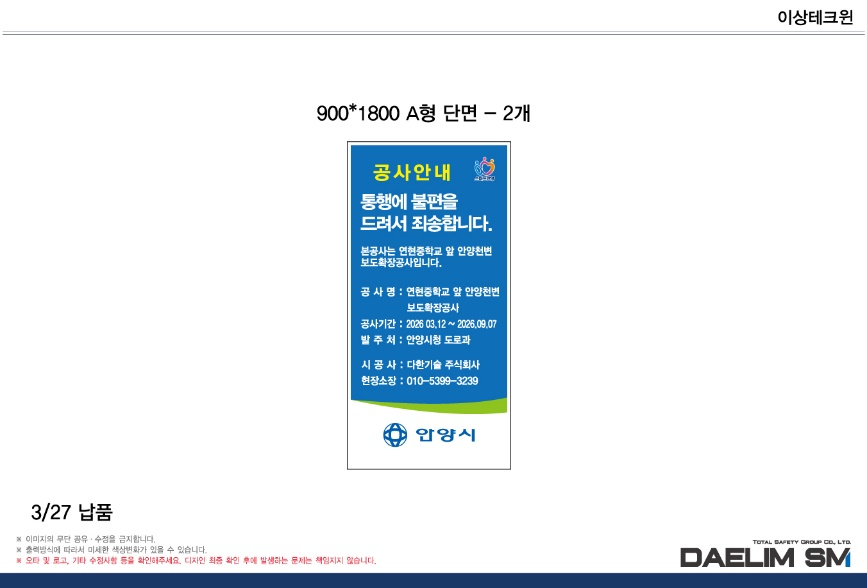 이상테크윈
900*1800 A형 단면 - 2개
공사안내
통행에 불편을
드려서 죄송합니다.
본공사는 연현중학교 앞 안양천변
보도확장공사입니다.
공 사 명 : 연현중학교 앞 안양천변
보도확장공사
공사기간 : 2026 03.12 ~ 2026.09.07
발 주 처 : 안양시청 도로과
시 공 사 : 다한기술 주식회사
현장소장 : 010-5399-3239
안양시
3/27 납품
※ 이미지의 무단 공유·수정을 금지합니다.
※ 출력방식에 따라서 미세한 색상변화가 있을 수 있습니다.
※ 오타 및 로고, 기타 수정사항 등을 확인해주세요. 디자인 최종 확인 후에 발생하는 문제는 책임지지 않습니다.
TOTAL SAFETY GROUP CO., LTD.
DAELIM SM